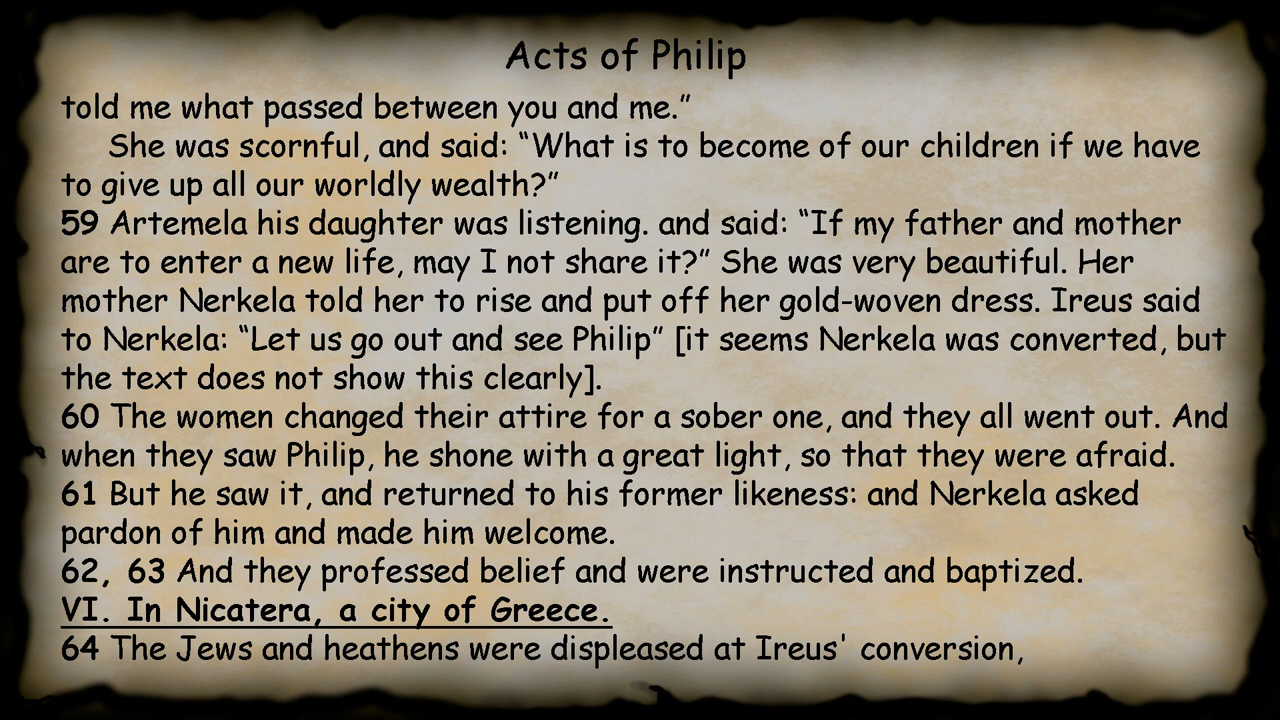 Acts of Philip
told me what passed between you and me.”
She was scornful, and said: “What is to become of our children if we have
to give up all our worldly wealth?”
59 Artemela his daughter was listening. and said: “If my father and mother
are to enter a new life, may I not share it?” She was very beautiful. Her
mother Nerkela told her to rise and put off her gold-woven dress. Ireus said
to Nerkela: “Let us go out and see Philip” [it seems Nerkela was converted, but
the text does not show this clearly].
60 The women changed their attire for a sober one, and they all went out. And
when they saw Philip, he shone with a great light, so that they were afraid.
61 But he saw it, and returned to his former likeness: and Nerkela asked
pardon of him and made him welcome.
62, 63 And they professed belief and were instructed and baptized.
VI. In Nicatera, a city of Greece.
64 The Jews and heathens were displeased at Ireus' conversion,